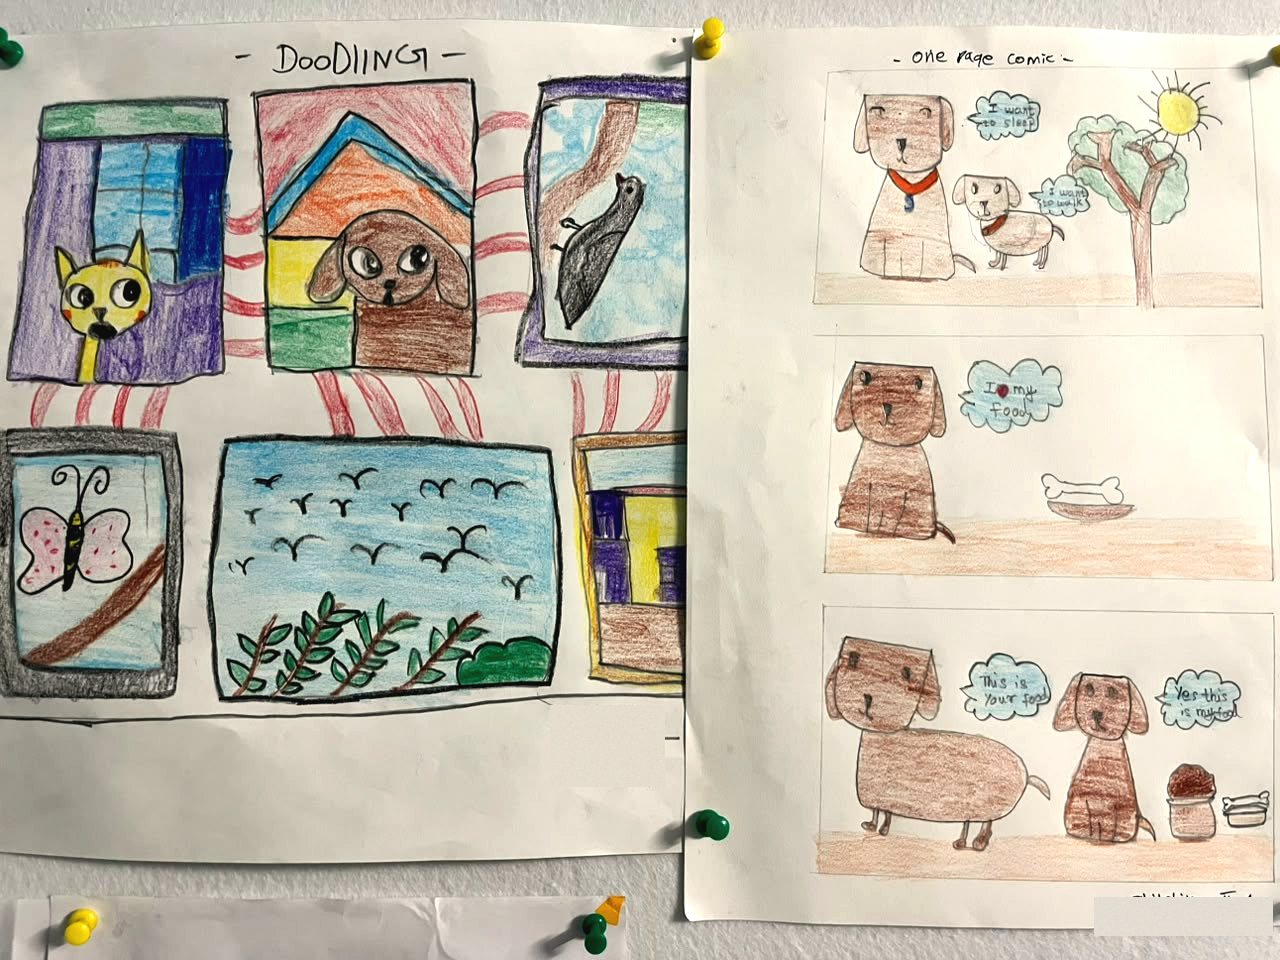 - DOODlING -
- One Page comic -
I want
to sleep
I want
to walk
I my
food
This is
Your food
Yes this
is my food